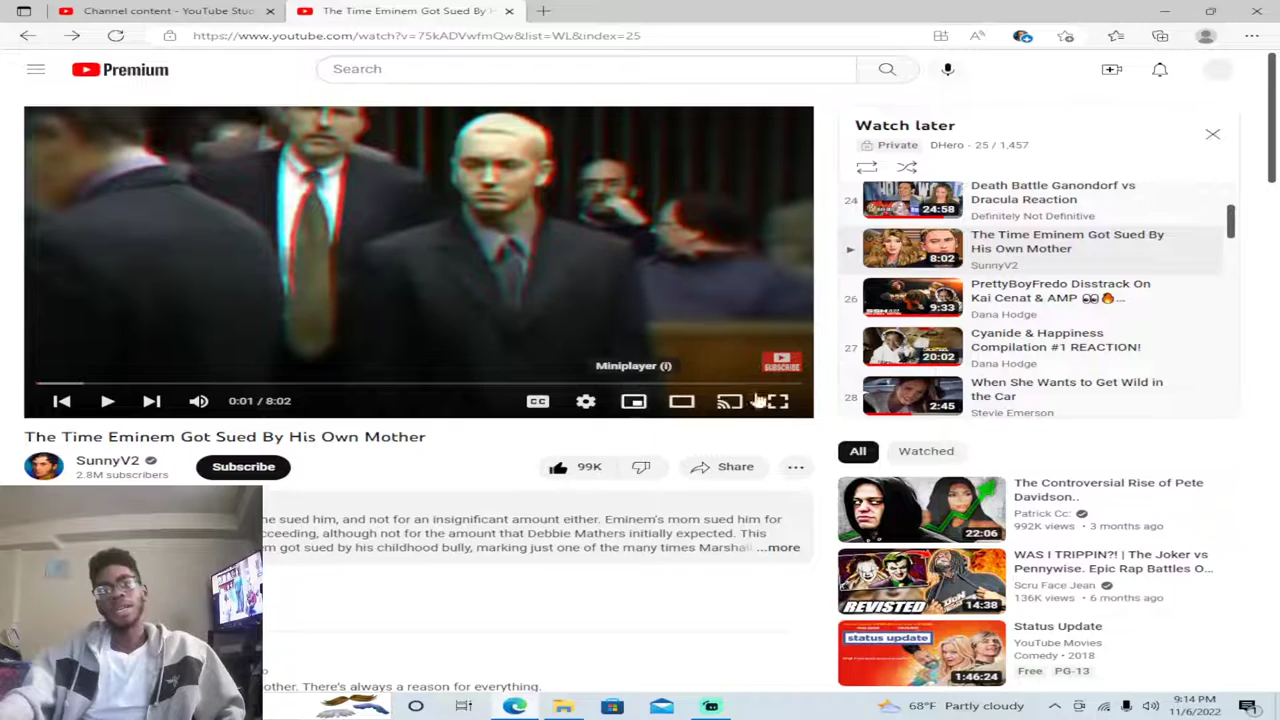 Channel content - YouTube Stud
The Time Eminem Got Sued By H
https://www.youtube.com/watch?v=75kADVwfmQw&list=WL&index=25
Premium
Search
SUBSCRIBE
Miniplayer (i)
0:01 / 8:02
CC
The Time Eminem Got Sued By His Own Mother
SunnyV2
2.8M subscribers
Subscribe
99K
Share
...
he sued him, and not for an insignificant amount either. Eminem's mom sued him for
ceeding, although not for the amount that Debbie Mathers initially expected. This
m got sued by his childhood bully, marking just one of the many times Marshal ...more
other. There's always a reason for everything.
Watch later
Private DHero - 25 / 1,457
24
24:58
Death Battle Ganondorf vs
Dracula Reaction
Definitely Not Definitive
8:02
The Time Eminem Got Sued By
His Own Mother
SunnyV2
26
9:33
PrettyBoyFredo Disstrack On
Kai Cenat & AMP 👀🔥...
Dana Hodge
27
20:02
Cyanide & Happiness
Compilation #1 REACTION!
Dana Hodge
28
2:45
When She Wants to Get Wild in
the Car
Stevie Emerson
All
Watched
22:06
The Controversial Rise of Pete
Davidson..
Patrick Cc:
992K views • 3 months ago
REVISTED
14:38
WAS I TRIPPIN?! | The Joker vs
Pennywise. Epic Rap Battles O...
Scru Face Jean
136K views • 6 months ago
status update
1:46:24
Status Update
YouTube Movies
Comedy • 2018
Free PG-13
68°F Partly cloudy
9:14 PM
11/6/2022